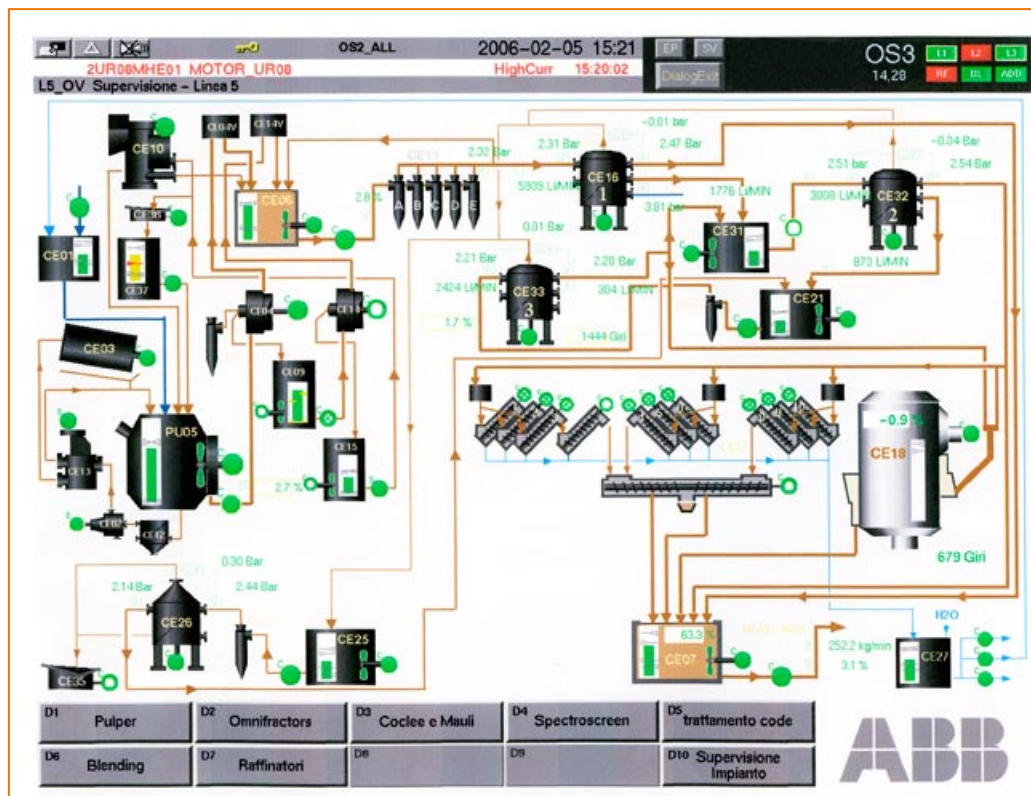 OS2_ALL
2006-02-05 15:21
EP SV
OS3
L1 L2 L3
2UR08MHE01 MOTOR_UR08
HighCurr 15:20:02
DialogExit
14,28
RF BL ADD
L5_OV Supervisione - Linea 5
CE04V
CE14V
-0.01 bar
-0.04 Bar
CE10
2.32 Bar
2.31 Bar
2.47 Bar
2.51 bar
2.54 Bar
CE11
CE16
1
CE32
2
CE06
2.8 %
A B C D E
5909 L/MIN
1776 L/MIN
3008 L/MIN
3.81 bar
CE36
CE01
CE31
0.01 Bar
CE37
2.21 Bar
2.20 Bar
870 L/MIN
CE33
3
2424 L/MIN
304 L/MIN
CE21
CE04
1.7 %
1444 Giri
CE03
CE09
-0.9 %
PU05
CE18
CE15
CE13
2.7 %
CE02
CE12
679 Giri
0.30 Bar
2.14 Bar
2.44 Bar
CE26
H2O
63.3 %
CE25
CE07
252.2 kg/min
CE27
CE35
3.1 %
D1 Pulper
D2 Omnifractors
D3 Coclee e Mauli
D4 Spectroscreen
D5 trattamento code
D6 Blending
D7 Raffinatori
D8
D9
D10 Supervisione
Impianto
ABB